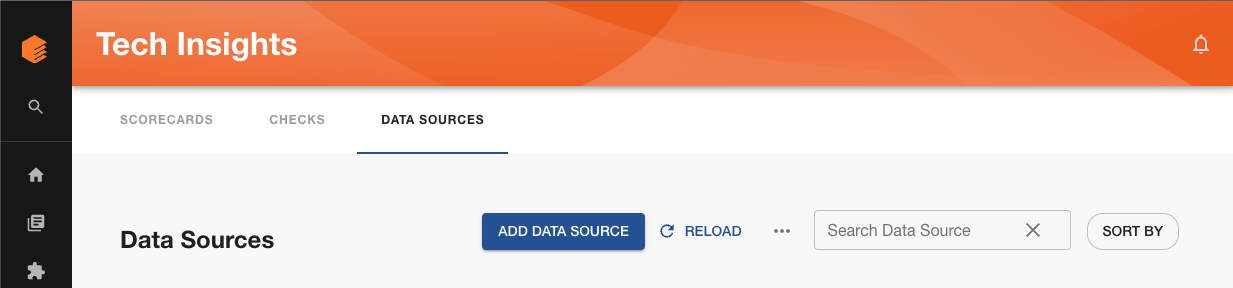 Tech Insights
SCORECARDS CHECKS DATA SOURCES
Data Sources ADD DATA SOURCE RELOAD Search Data Source SORT BY